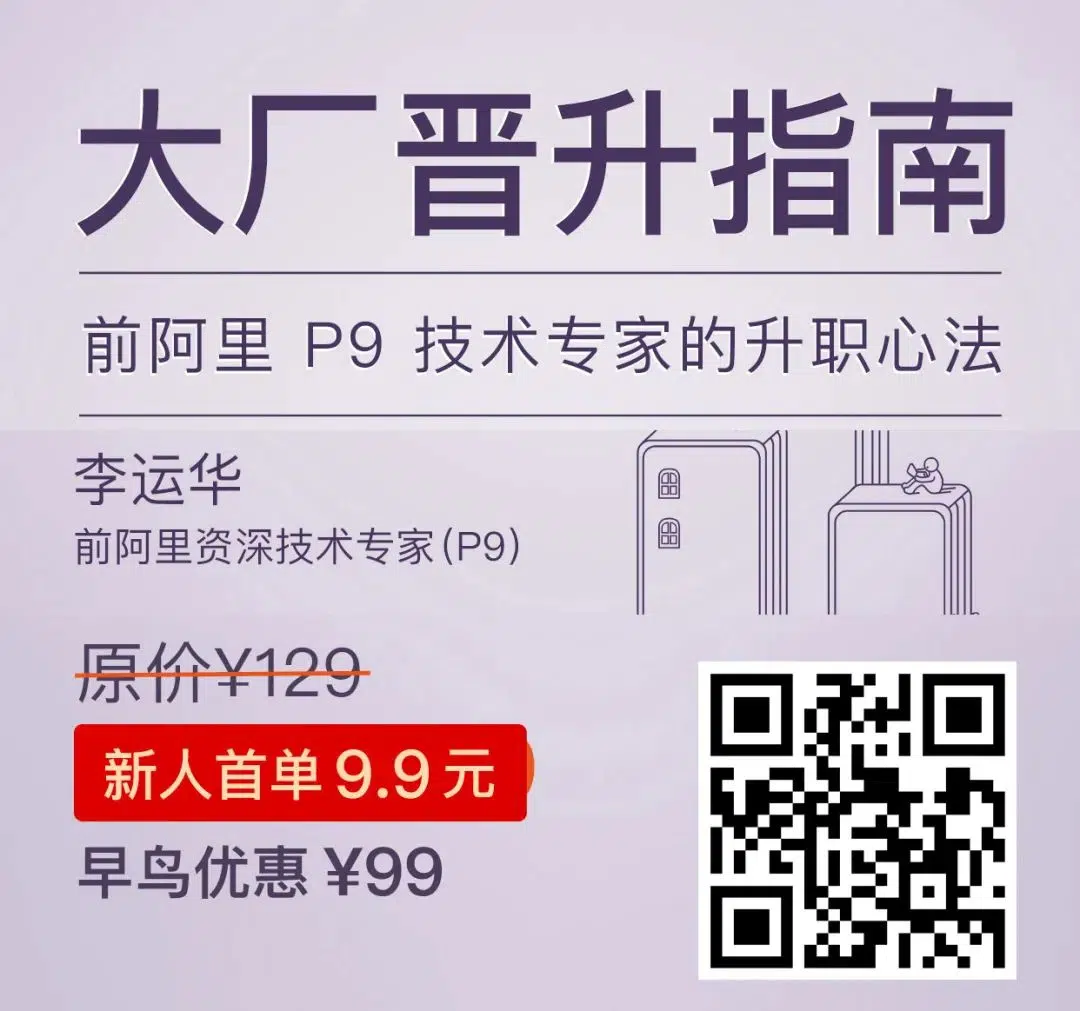 大厂晋升指南
前阿里 P9 技术专家的升职心法
李运华
前阿里资深技术专家(P9)
原价¥129
新人首单9.9元
早鸟优惠 ¥99